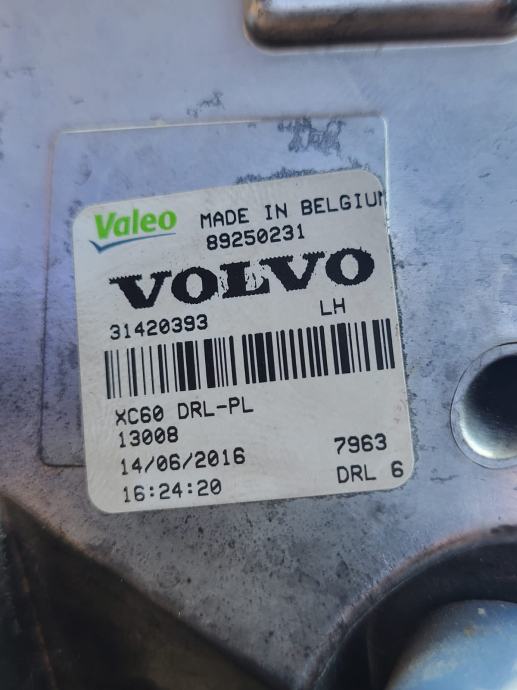 Valeo MADE IN BELGIUM
89250231
VOLVO
31420393 LH
XC60 DRL-PL
13008
14/06/2016 7963
16:24:20 DRL 6